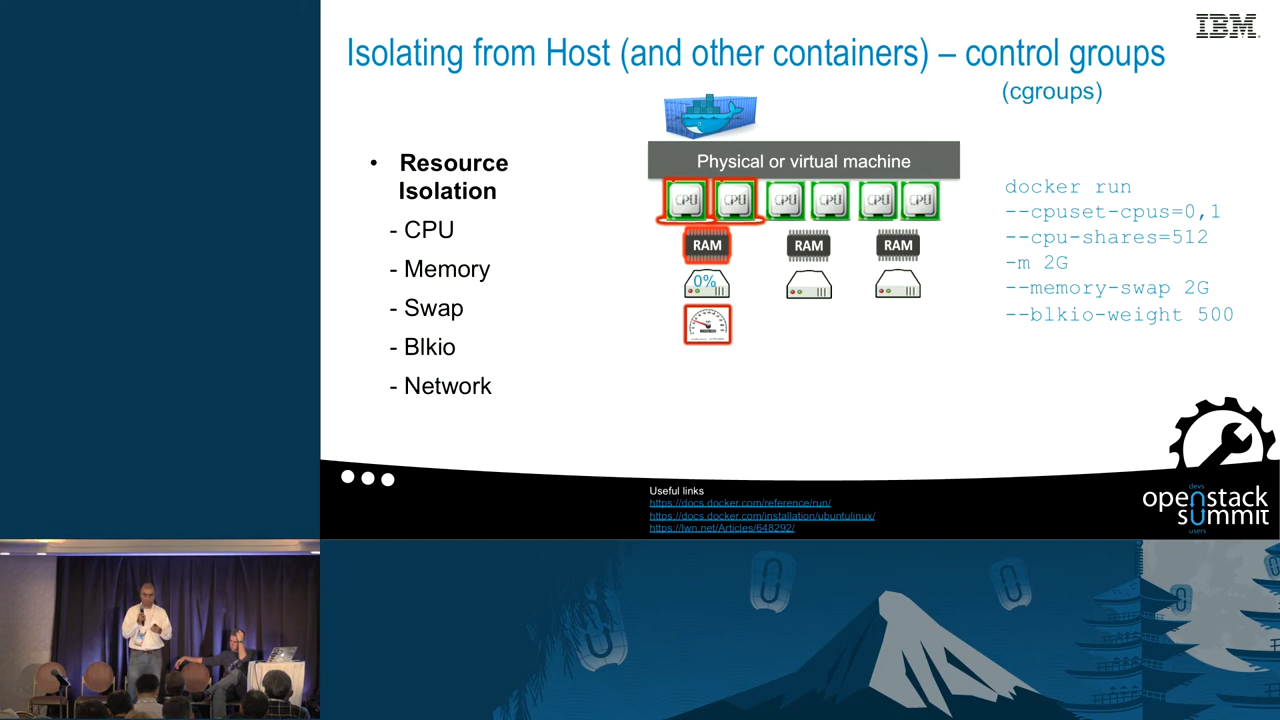 IBM
Isolating from Host (and other containers) – control groups
(cgroups)
• Resource
Isolation
- CPU
- Memory
- Swap
- Blkio
- Network
Physical or virtual machine
CPU CPU CPU CPU CPU CPU
RAM RAM RAM
0%
docker run
--cpuset-cpus=0,1
--cpu-shares=512
-m 2G
--memory-swap 2G
--blkio-weight 500
Useful links
https://docs.docker.com/reference/run/
https://docs.docker.com/installation/ubuntulinux/
https://lwn.net/Articles/648292/
devs
openstack
summit
users